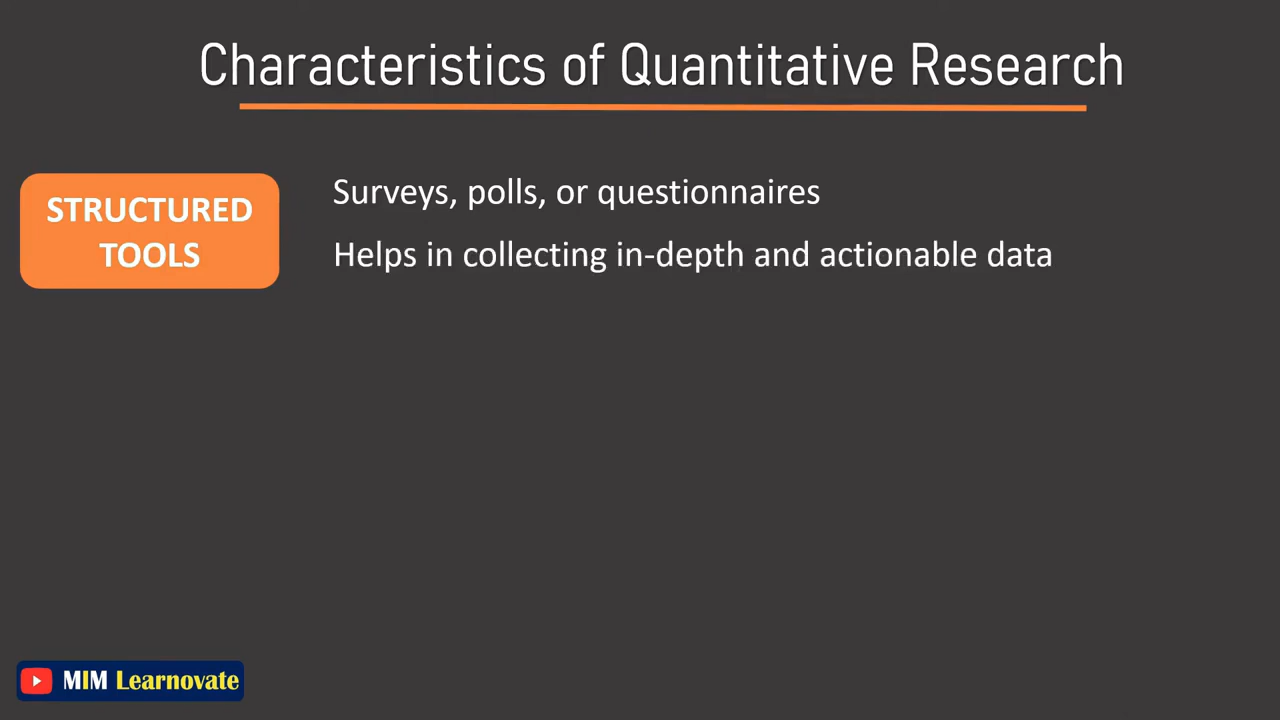 Characteristics of Quantitative Research
STRUCTURED
TOOLS
Surveys, polls, or questionnaires
Helps in collecting in-depth and actionable data
MIM Learnovate